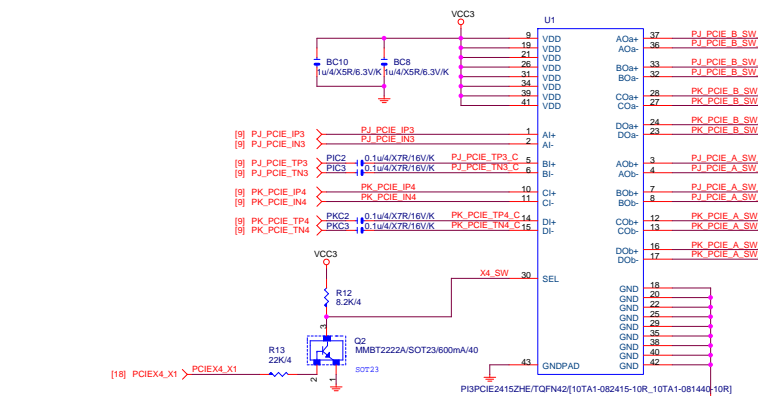 VCC3
U1
BC10
1u/4/X5R/6.3V/K
BC8
1u/4/X5R/6.3V/K
9 VDD
19 VDD
21 VDD
26 VDD
31 VDD
34 VDD
39 VDD
41 VDD
AOa+ 37 PJ_PCIE_B_SW
AOa- 36 PJ_PCIE_B_SW
BOa+ 33 PJ_PCIE_B_SW
BOa- 32 PJ_PCIE_B_SW
COa+ 28 PK_PCIE_B_SW
COa- 27 PK_PCIE_B_SW
DOa+ 24 PK_PCIE_B_SW
DOa- 23 PK_PCIE_B_SW
[9] PJ_PCIE_IP3 PJ_PCIE_IP3 1 AI+
[9] PJ_PCIE_IN3 PJ_PCIE_IN3 2 AI-
[9] PJ_PCIE_TP3 PIC2 0.1u/4/X7R/16V/K PJ_PCIE_TP3_C 5 BI+
[9] PJ_PCIE_TN3 PIC3 0.1u/4/X7R/16V/K PJ_PCIE_TN3_C 6 BI-
[9] PK_PCIE_IP4 PK_PCIE_IP4 10 CI+
[9] PK_PCIE_IN4 PK_PCIE_IN4 11 CI-
[9] PK_PCIE_TP4 PKC2 0.1u/4/X7R/16V/K PK_PCIE_TP4_C 14 DI+
[9] PK_PCIE_TN4 PKC3 0.1u/4/X7R/16V/K PK_PCIE_TN4_C 15 DI-
AOb+ 3 PJ_PCIE_A_SW
AOb- 4 PJ_PCIE_A_SW
BOb+ 7 PJ_PCIE_A_SW
BOb- 8 PJ_PCIE_A_SW
COb+ 12 PK_PCIE_A_SW
COb- 13 PK_PCIE_A_SW
DOb+ 16 PK_PCIE_A_SW
DOb- 17 PK_PCIE_A_SW
VCC3
X4_SW 30 SEL
R12
8.2K/4
GND 18
GND 20
GND 22
GND 25
GND 29
GND 35
GND 38
GND 40
GND 42
3
Q2
MMBT2222A/SOT23/600mA/40
SOT23
R13
22K/4
[18] PCIEX4_X1 PCIEX4_X1
2
1
43 GNDPAD
PI3PCIE2415ZHE/TQFN42/[10TA1-082415-10R_10TA1-081440-10R]